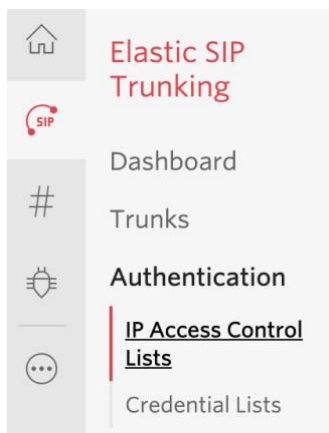 Elastic SIP
Trunking
SIP
Dashboard
#
Trunks
Authentication
IP Access Control
Lists
Credential Lists